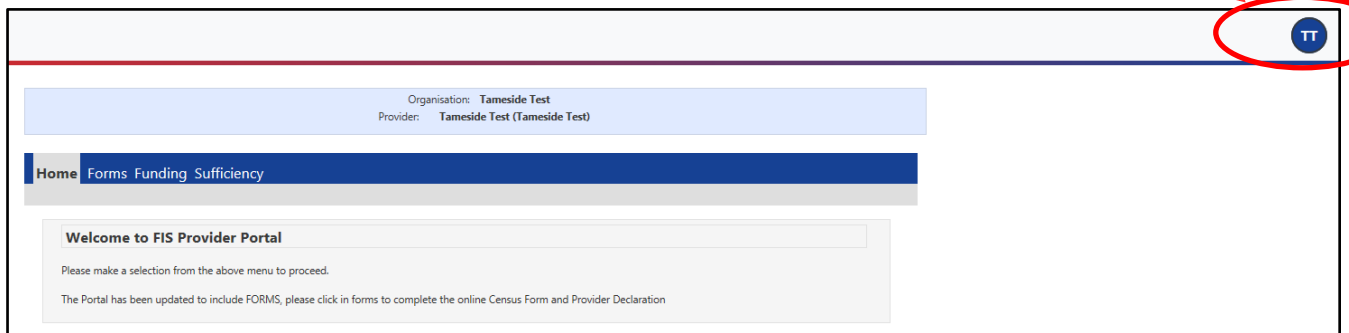 TT
Organisation: Tameside Test
Provider: Tameside Test (Tameside Test)
Home Forms Funding Sufficiency
Welcome to FIS Provider Portal
Please make a selection from the above menu to proceed.
The Portal has been updated to include FORMS, please click in forms to complete the online Census Form and Provider Declaration